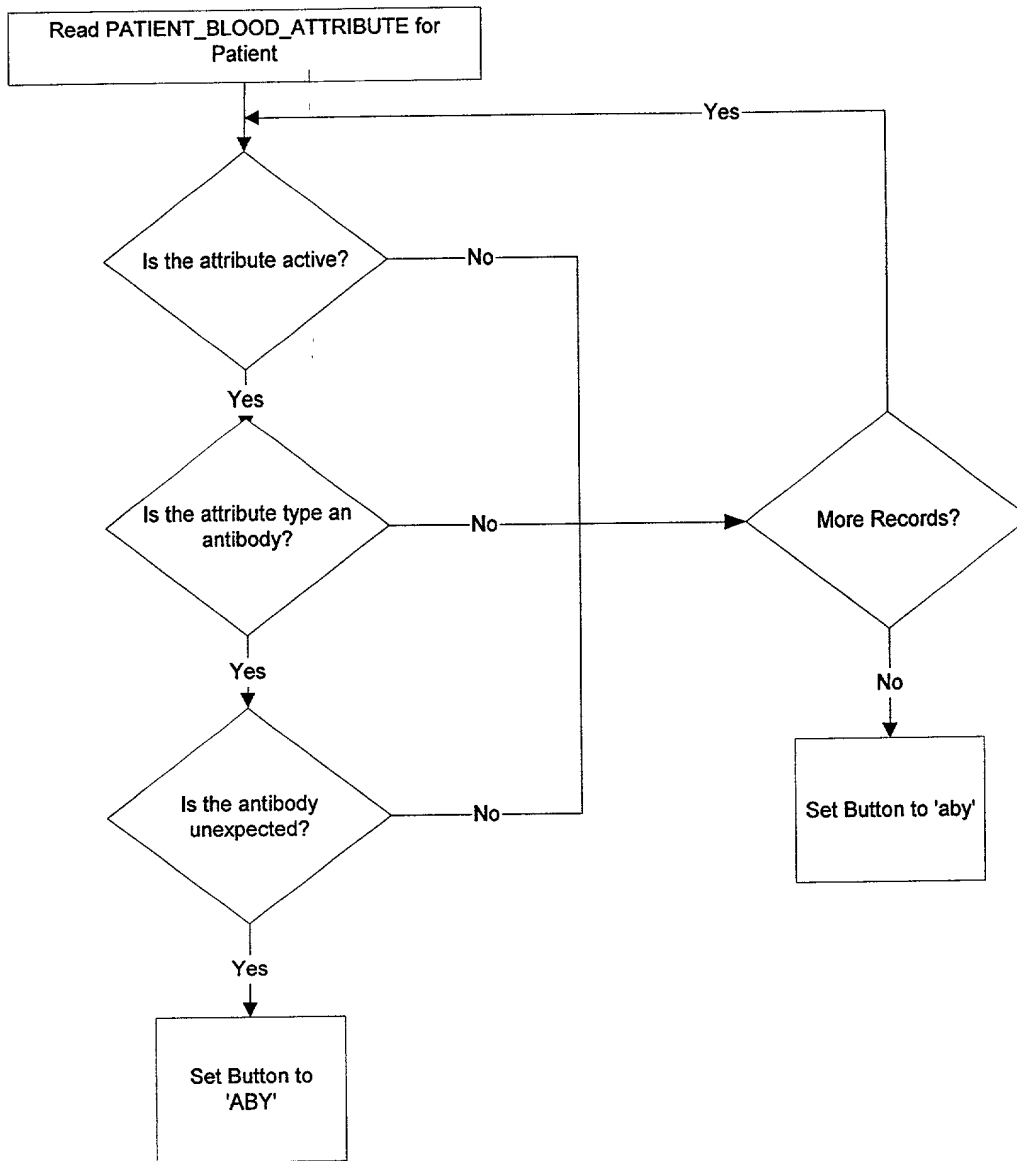 Read PATIENT_BLOOD_ATTRIBUTE for
Patient
Yes
Is the attribute active?
No
Yes
Is the attribute type an
antibody?
No
More Records?
Yes
No
Is the antibody
unexpected?
No
Set Button to 'aby'
Yes
Set Button to
'ABY'